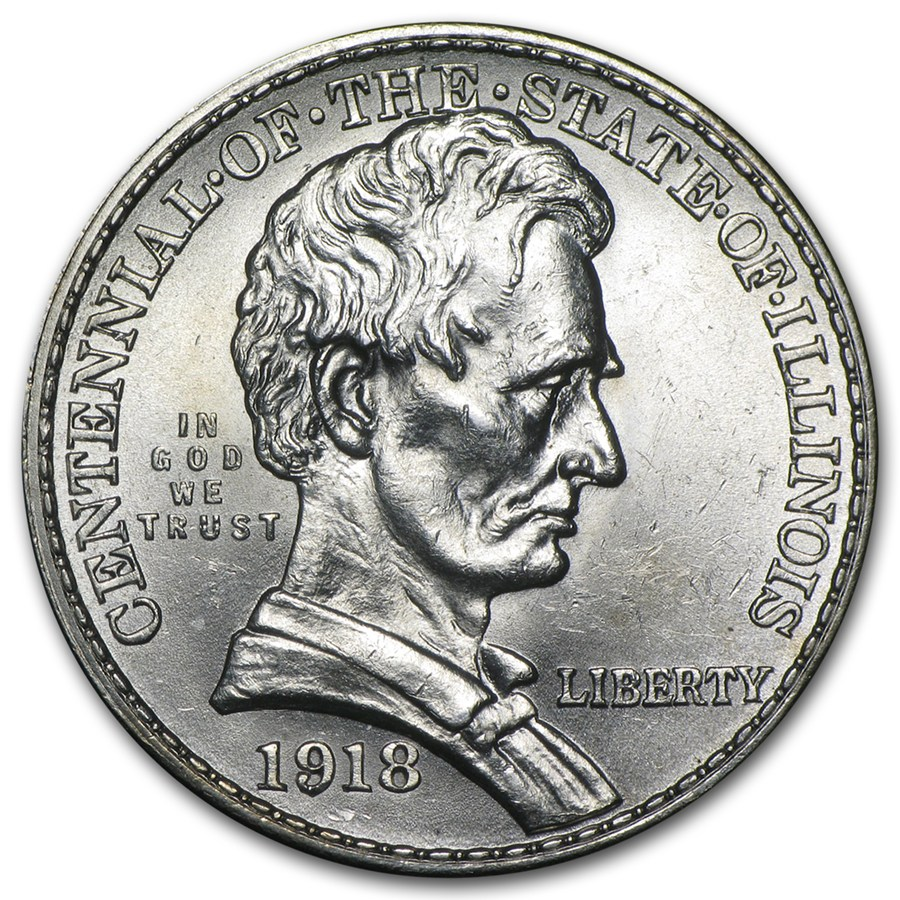 CENTENNIAL·OF·THE·STATE·OF·ILLINOIS
IN
GOD
WE
TRUST
LIBERTY
1918